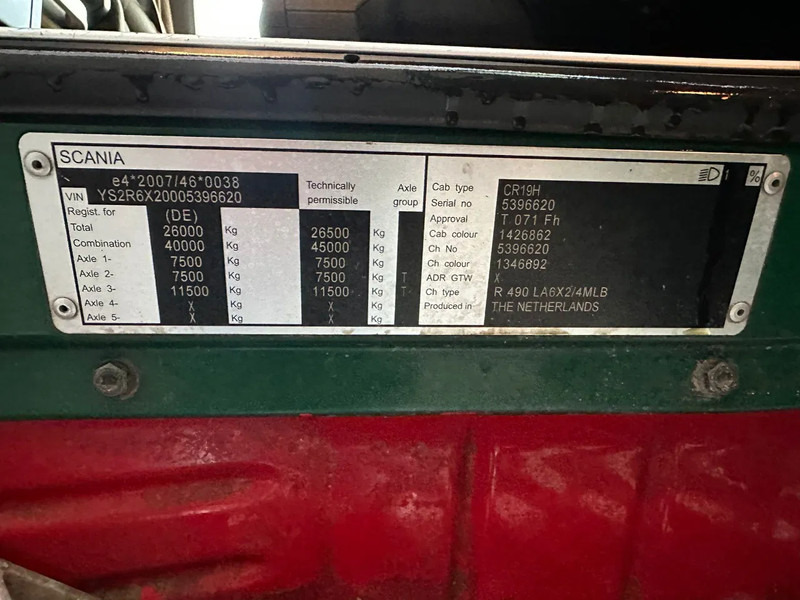 SCANIA
e4*2007/46*0038
VIN YS2R6X20005396620
Technically permissible
Axle group
Regist. for (DE)
Total 26000 Kg 26500 Kg
Combination 40000 Kg 45000 Kg
Axle 1- 7500 Kg 7500 Kg
Axle 2- 7500 Kg 7500 Kg T
Axle 3- 11500 Kg 11500 Kg T
Axle 4- X Kg X Kg
Axle 5- X Kg X Kg
1 %
Cab type CR19H
Serial no 5396620
Approval T 071 Fh
Cab colour 1426862
Ch No 5396620
Ch colour 1346692
ADR GTW X
Ch type R 490 LA6X2/4MLB
Produced in THE NETHERLANDS